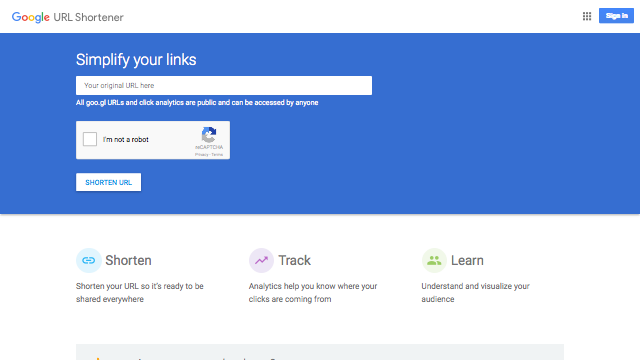 Google URL Shortener
Sign in
Simplify your links
Your original URL here
All goo.gl URLs and click analytics are public and can be accessed by anyone
I'm not a robot
reCAPTCHA
Privacy - Terms
SHORTEN URL
Shorten
Shorten your URL so it's ready to be
shared everywhere
Track
Analytics help you know where your
clicks are coming from
Learn
Understand and visualize your
audience